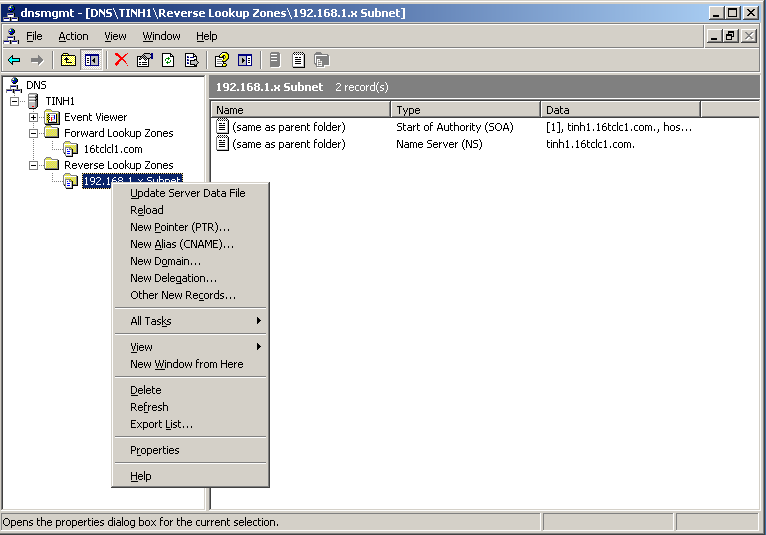 dnsmgmt - [DNS\TINH1\Reverse Lookup Zones\192.168.1.x Subnet]
File Action View Window Help
DNS
TINH1
Event Viewer
Forward Lookup Zones
16tclcl1.com
Reverse Lookup Zones
192.168.1.x Subnet
192.168.1.x Subnet 2 record(s)
Name Type Data
(same as parent folder) Start of Authority (SOA) [1], tinh1.16tclc1.com., hos...
(same as parent folder) Name Server (NS) tinh1.16tclc1.com.
Update Server Data File
Reload
New Pointer (PTR)...
New Alias (CNAME)...
New Domain...
New Delegation...
Other New Records...
All Tasks
View
New Window from Here
Delete
Refresh
Export List...
Properties
Help
Opens the properties dialog box for the current selection.